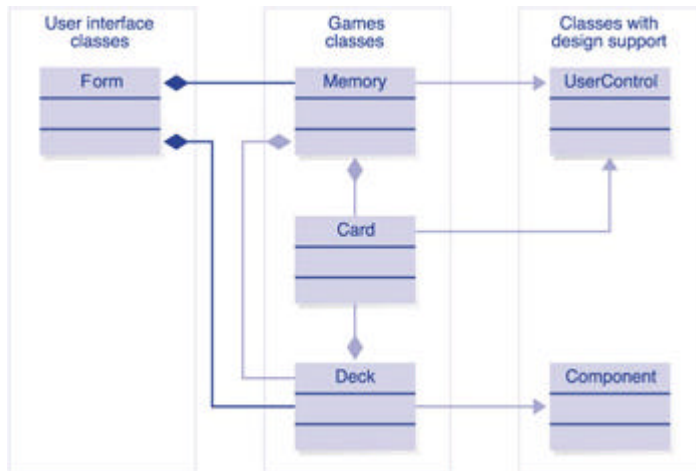 User interface
classes
Games
classes
Classes with
design support
Form
Memory
UserControl
Card
Deck
Component